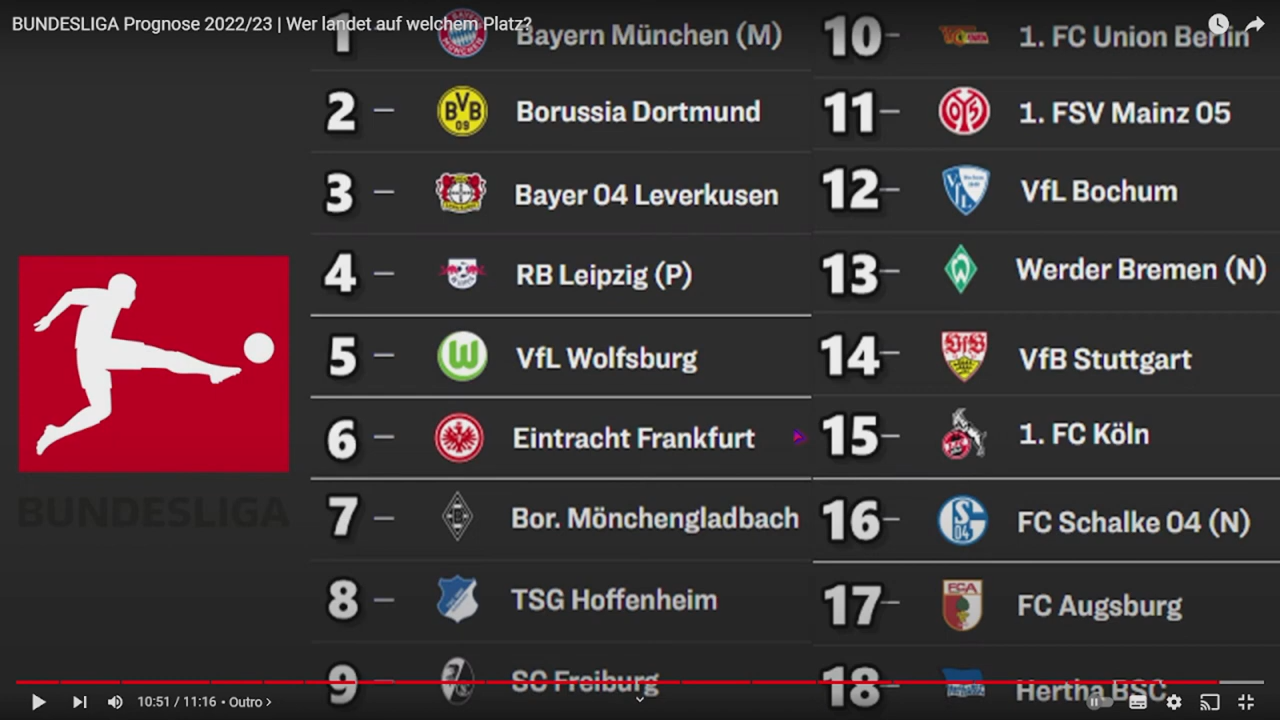 BUNDESLIGA Prognose 2022/23 | Wer landet auf welchem Platz?
1 – Bayern München (M)
2 – Borussia Dortmund
3 – Bayer 04 Leverkusen
4 – RB Leipzig (P)
5 – VfL Wolfsburg
6 – Eintracht Frankfurt
7 – Bor. Mönchengladbach
8 – TSG Hoffenheim
9 – SC Freiburg
10 – 1. FC Union Berlin
11 – 1. FSV Mainz 05
12 – VfL Bochum
13 – Werder Bremen (N)
14 – VfB Stuttgart
15 – 1. FC Köln
16 – FC Schalke 04 (N)
17 – FC Augsburg
18 – Hertha BSC
BUNDESLIGA
10:51 / 11:16 • Outro >